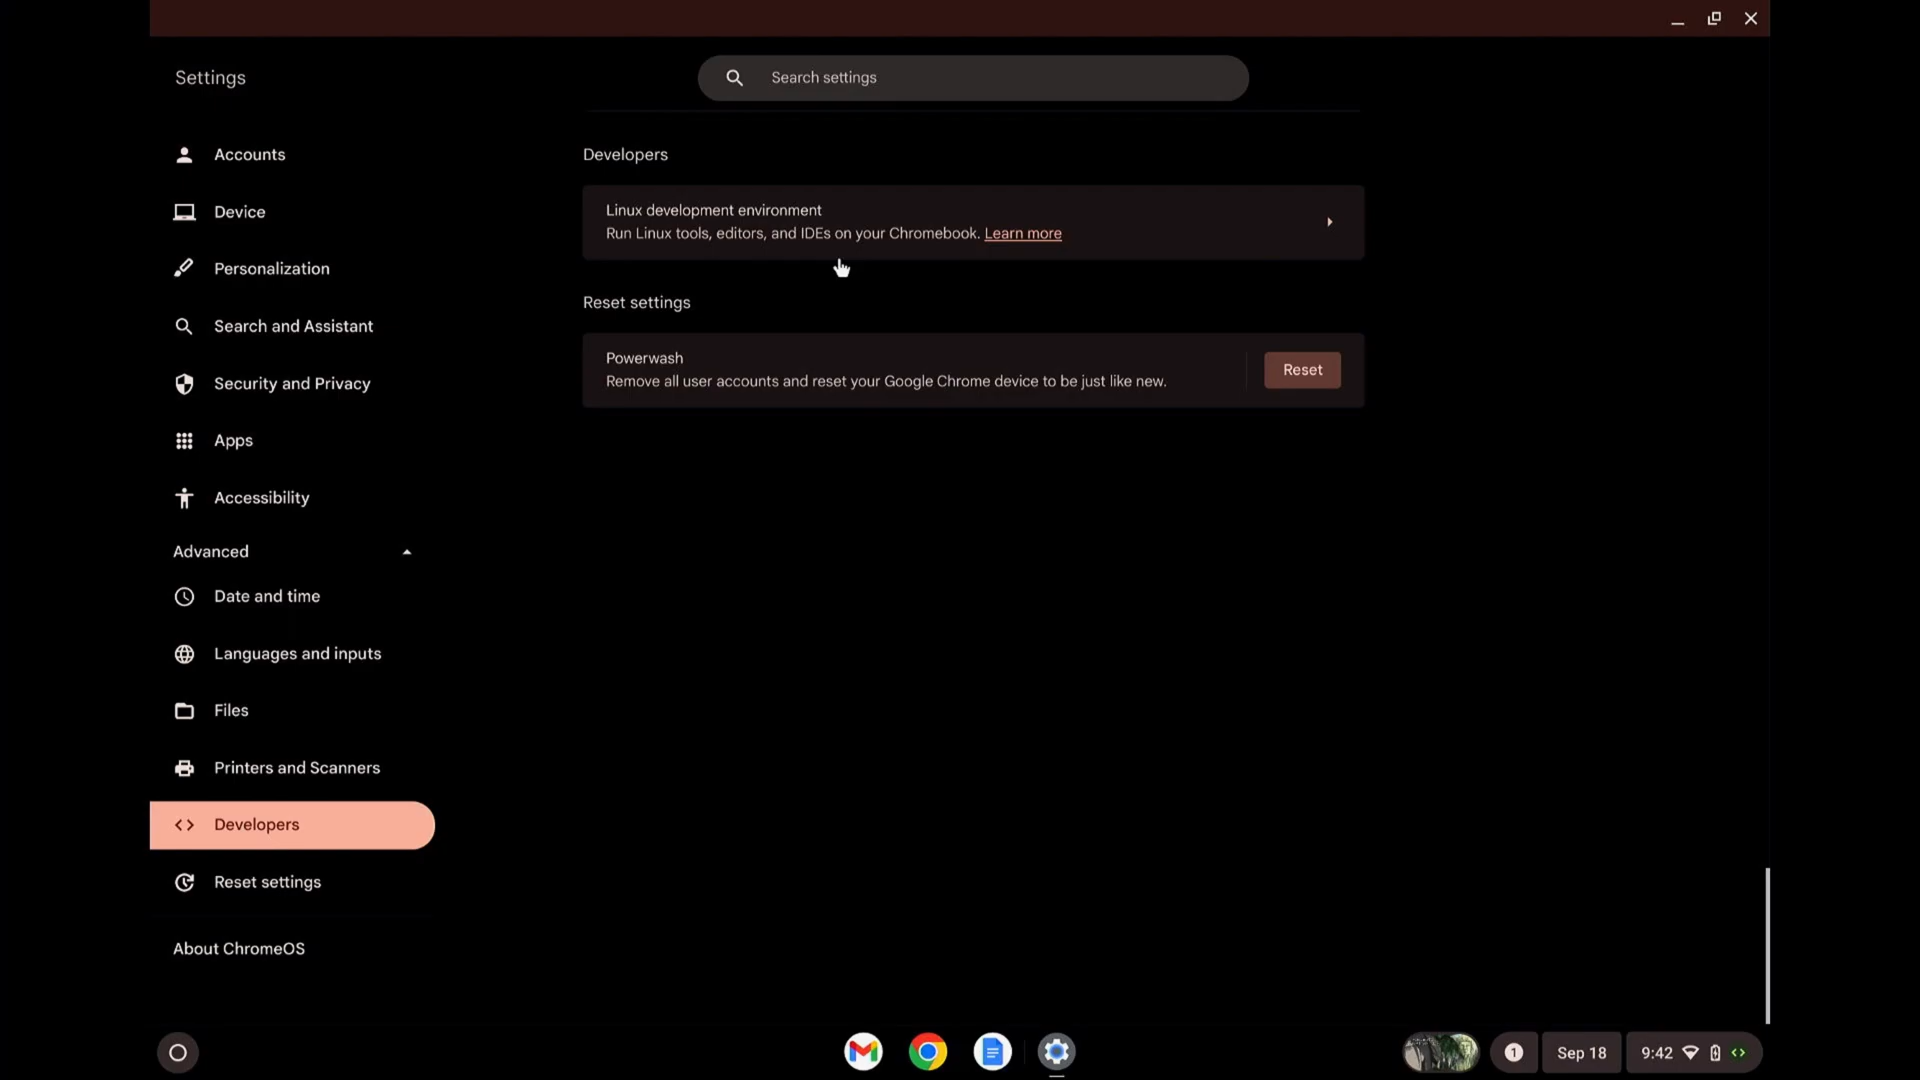 Settings
Search settings
Accounts
Device
Personalization
Search and Assistant
Security and Privacy
Apps
Accessibility
Advanced
Date and time
Languages and inputs
Files
Printers and Scanners
Developers
Reset settings
About ChromeOS
Developers
Linux development environment
Run Linux tools, editors, and IDEs on your Chromebook. Learn more
Reset settings
Powerwash
Remove all user accounts and reset your Google Chrome device to be just like new.
Reset
1
Sep 18
9:42